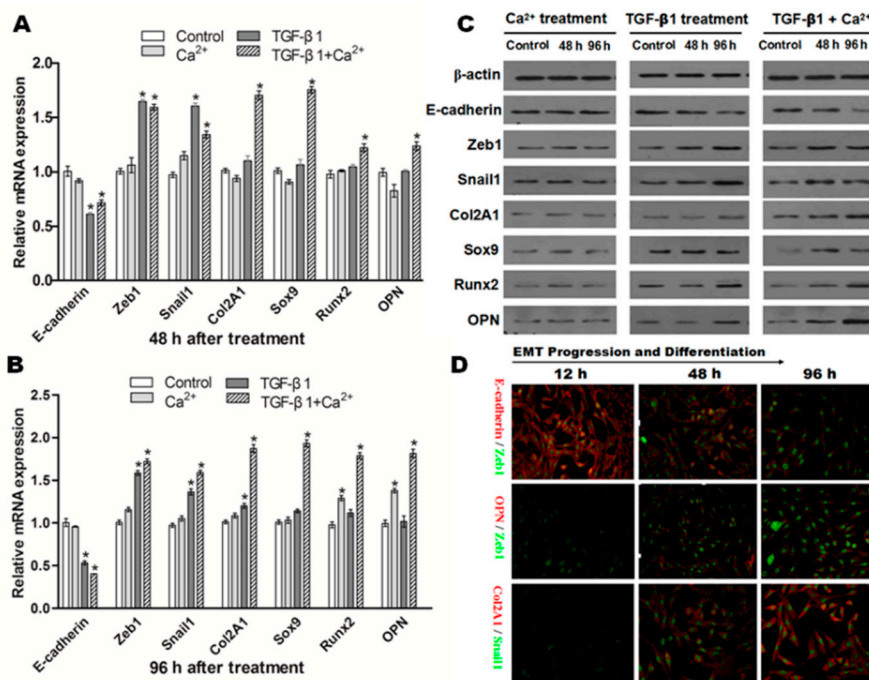 A
Control
TGF-β 1
Ca²⁺
TGF-β 1+Ca²⁺
Relative mRNA expression
2.0
1.5
1.0
0.5
0.0
* * * * * * * * * *
E-cadherin Zeb1 Snail1 Col2A1 Sox9 Runx2 OPN
48 h after treatment
B
Control
TGF-β 1
Ca²⁺
TGF-β 1+Ca²⁺
Relative mRNA expression
2.5
2.0
1.5
1.0
0.5
0.0
* * * * * * * * * * * * *
E-cadherin Zeb1 Snail1 Col2A1 Sox9 Runx2 OPN
96 h after treatment
C
Ca²⁺ treatment TGF-β1 treatment TGF-β1 + Ca²⁺
Control 48 h 96 h Control 48 h 96 h Control 48 h 96 h
β-actin
E-cadherin
Zeb1
Snail1
Col2A1
Sox9
Runx2
OPN
D
EMT Progression and Differentiation
12 h 48 h 96 h
E-cadherin / Zeb1
OPN / Zeb1
Col2A1 / Snail1